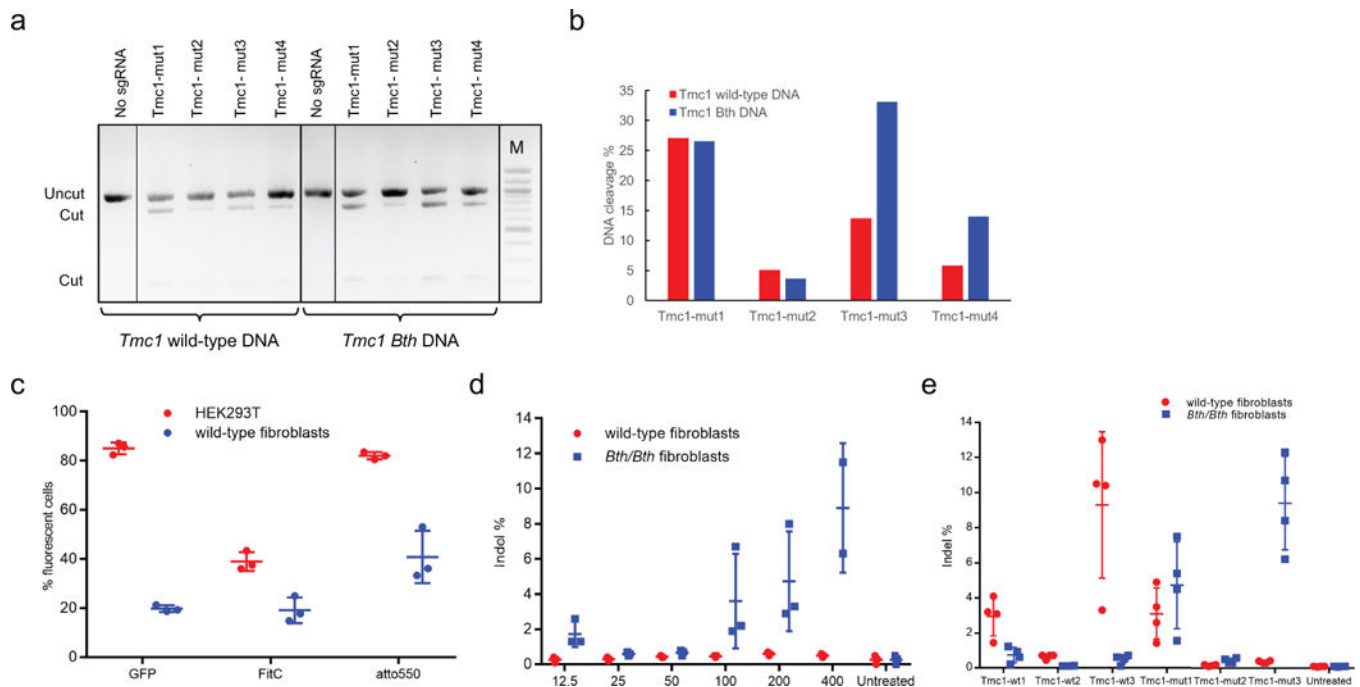 a
No sgRNA
Tmc1-mut1
Tmc1- mut2
Tmc1- mut3
Tmc1- mut4
No sgRNA
Tmc1-mut1
Tmc1- mut2
Tmc1- mut3
Tmc1- mut4
M
Uncut
Cut
Cut
Tmc1 wild-type DNA
Tmc1 Bth DNA
b
Tmc1 wild-type DNA
Tmc1 Bth DNA
DNA cleavage %
35
30
25
20
15
10
5
0
Tmc1-mut1
Tmc1-mut2
Tmc1-mut3
Tmc1-mut4
c
HEK293T
wild-type fibroblasts
% fluorescent cells
100
80
60
40
20
0
GFP
FitC
atto550
d
wild-type fibroblasts
Bth/Bth fibroblasts
Indel %
14
12
10
8
6
4
2
0
12.5
25
50
100
200
400
Untreated
e
wild-type fibroblasts
Bth/Bth fibroblasts
Indel %
14
12
10
8
6
4
2
0
Tmc1-wt1
Tmc1-wt2
Tmc1-wt3
Tmc1-mut1
Tmc1-mut2
Tmc1-mut3
Untreated